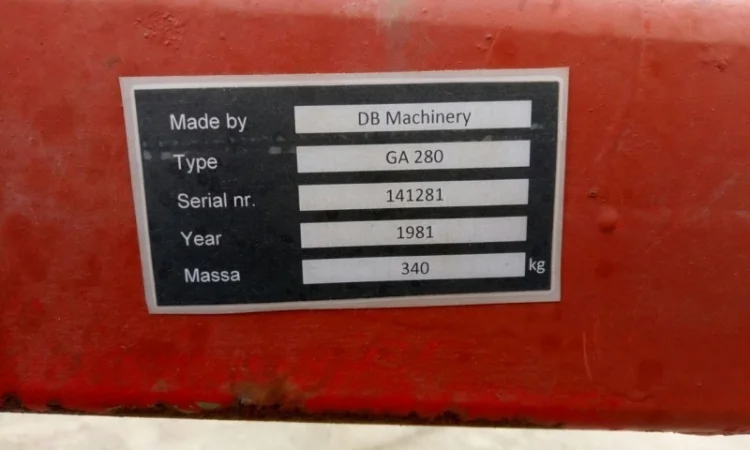 Made by DB Machinery
Type GA 280
Serial nr. 141281
Year 1981
Massa 340 kg